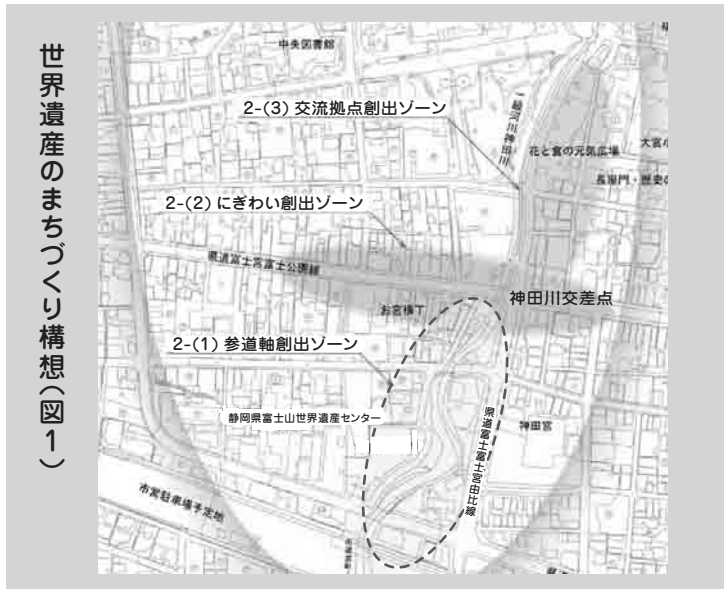 世界遺産のまちづくり構想（図1）
中央図書館
2-(3) 交流拠点創出ゾーン
一級河川神田川
花と食の元気広場
大宮小
長屋門・歴史の
2-(2) にぎわい創出ゾーン
県道富士宮富士公園線
神田川交差点
お宮横丁
2-(1) 参道軸創出ゾーン
静岡県富士山世界遺産センター
県道富士富士宮由比線
神田宮
市営駐車場予定地